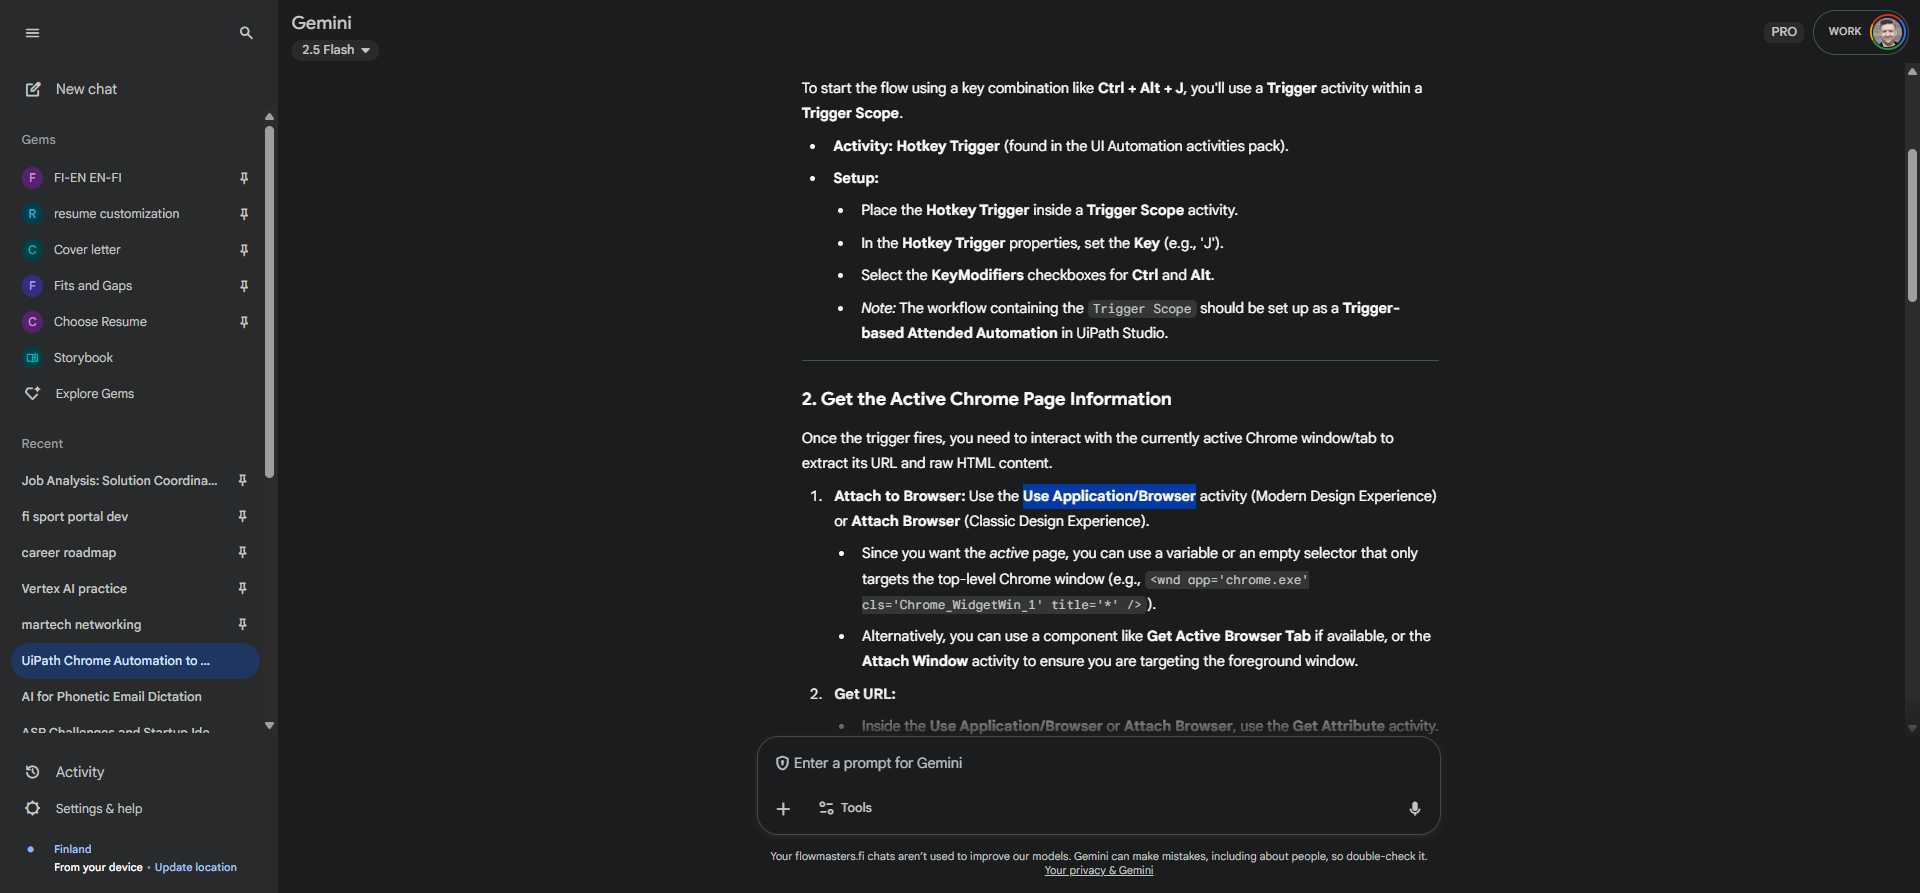 Gemini
2.5 Flash
PRO
WORK
New chat
Gems
F FI-EN EN-FI
R resume customization
C Cover letter
F Fits and Gaps
C Choose Resume
Storybook
Explore Gems
Recent
Job Analysis: Solution Coordina...
fi sport portal dev
career roadmap
Vertex AI practice
martech networking
UiPath Chrome Automation to ...
AI for Phonetic Email Dictation
ASP Challenges and Startup Ide
Activity
Settings & help
Finland
From your device • Update location
To start the flow using a key combination like Ctrl + Alt + J, you'll use a Trigger activity within a
Trigger Scope.
• Activity: Hotkey Trigger (found in the UI Automation activities pack).
• Setup:
• Place the Hotkey Trigger inside a Trigger Scope activity.
• In the Hotkey Trigger properties, set the Key (e.g., 'J').
• Select the KeyModifiers checkboxes for Ctrl and Alt.
• Note: The workflow containing the Trigger Scope should be set up as a Trigger-
based Attended Automation in UiPath Studio.
2. Get the Active Chrome Page Information
Once the trigger fires, you need to interact with the currently active Chrome window/tab to
extract its URL and raw HTML content.
1. Attach to Browser: Use the Use Application/Browser activity (Modern Design Experience)
or Attach Browser (Classic Design Experience).
• Since you want the active page, you can use a variable or an empty selector that only
targets the top-level Chrome window (e.g., <wnd app='chrome.exe'
cls='Chrome_WidgetWin_1' title='*' /> ).
• Alternatively, you can use a component like Get Active Browser Tab if available, or the
Attach Window activity to ensure you are targeting the foreground window.
2. Get URL:
• Inside the Use Application/Browser or Attach Browser, use the Get Attribute activity.
Enter a prompt for Gemini
Tools
Your flowmasters.fi chats aren't used to improve our models. Gemini can make mistakes, including about people, so double-check it.
Your privacy & Gemini